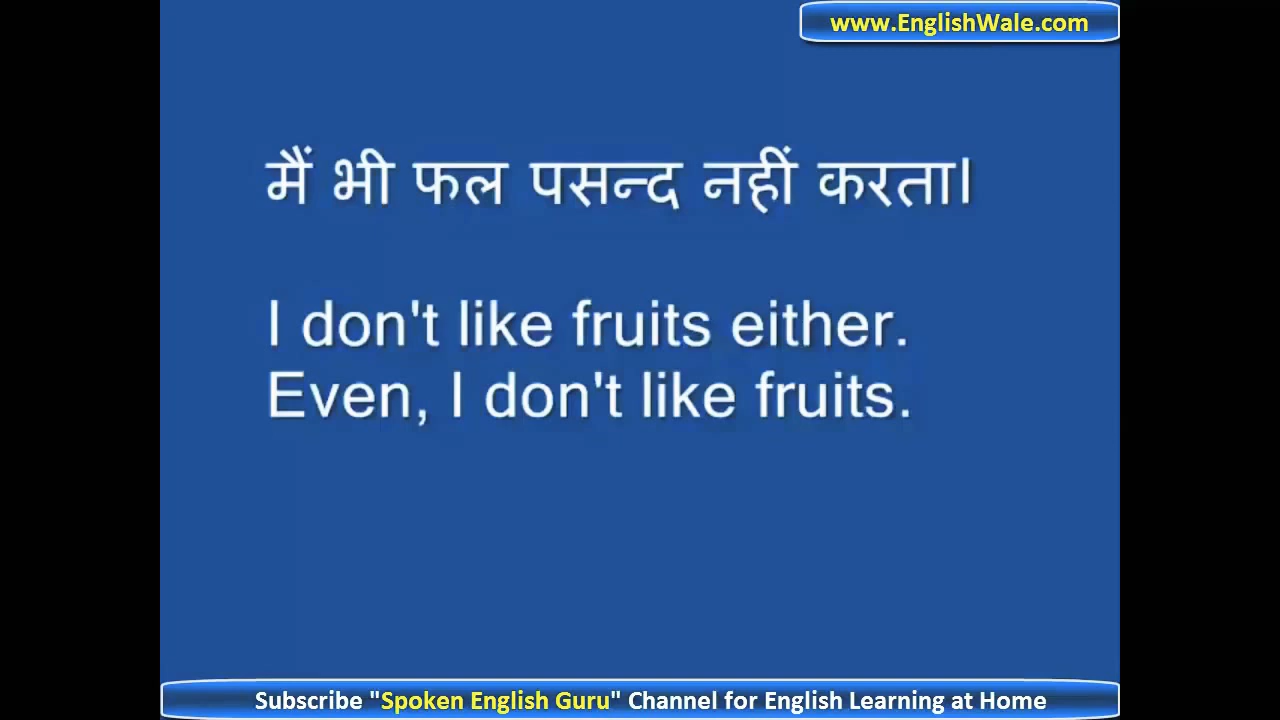 www.EnglishWale.com
मैं भी फल पसन्द नहीं करता।
I don't like fruits either.
Even, I don't like fruits.
Subscribe "Spoken English Guru" Channel for English Learning at Home